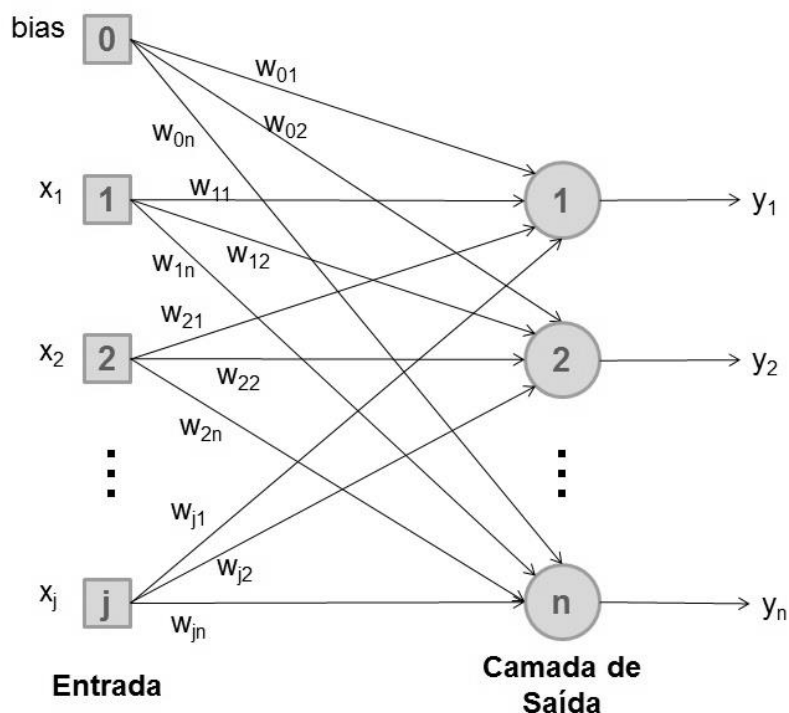 bias 0
w01
w02
w0n
x1 1 w11 1 y1
w12
w1n
w21
x2 2 w22 2 y2
w2n
wj1
wj2
xj j wjn n yn
Entrada
Camada de
Saída